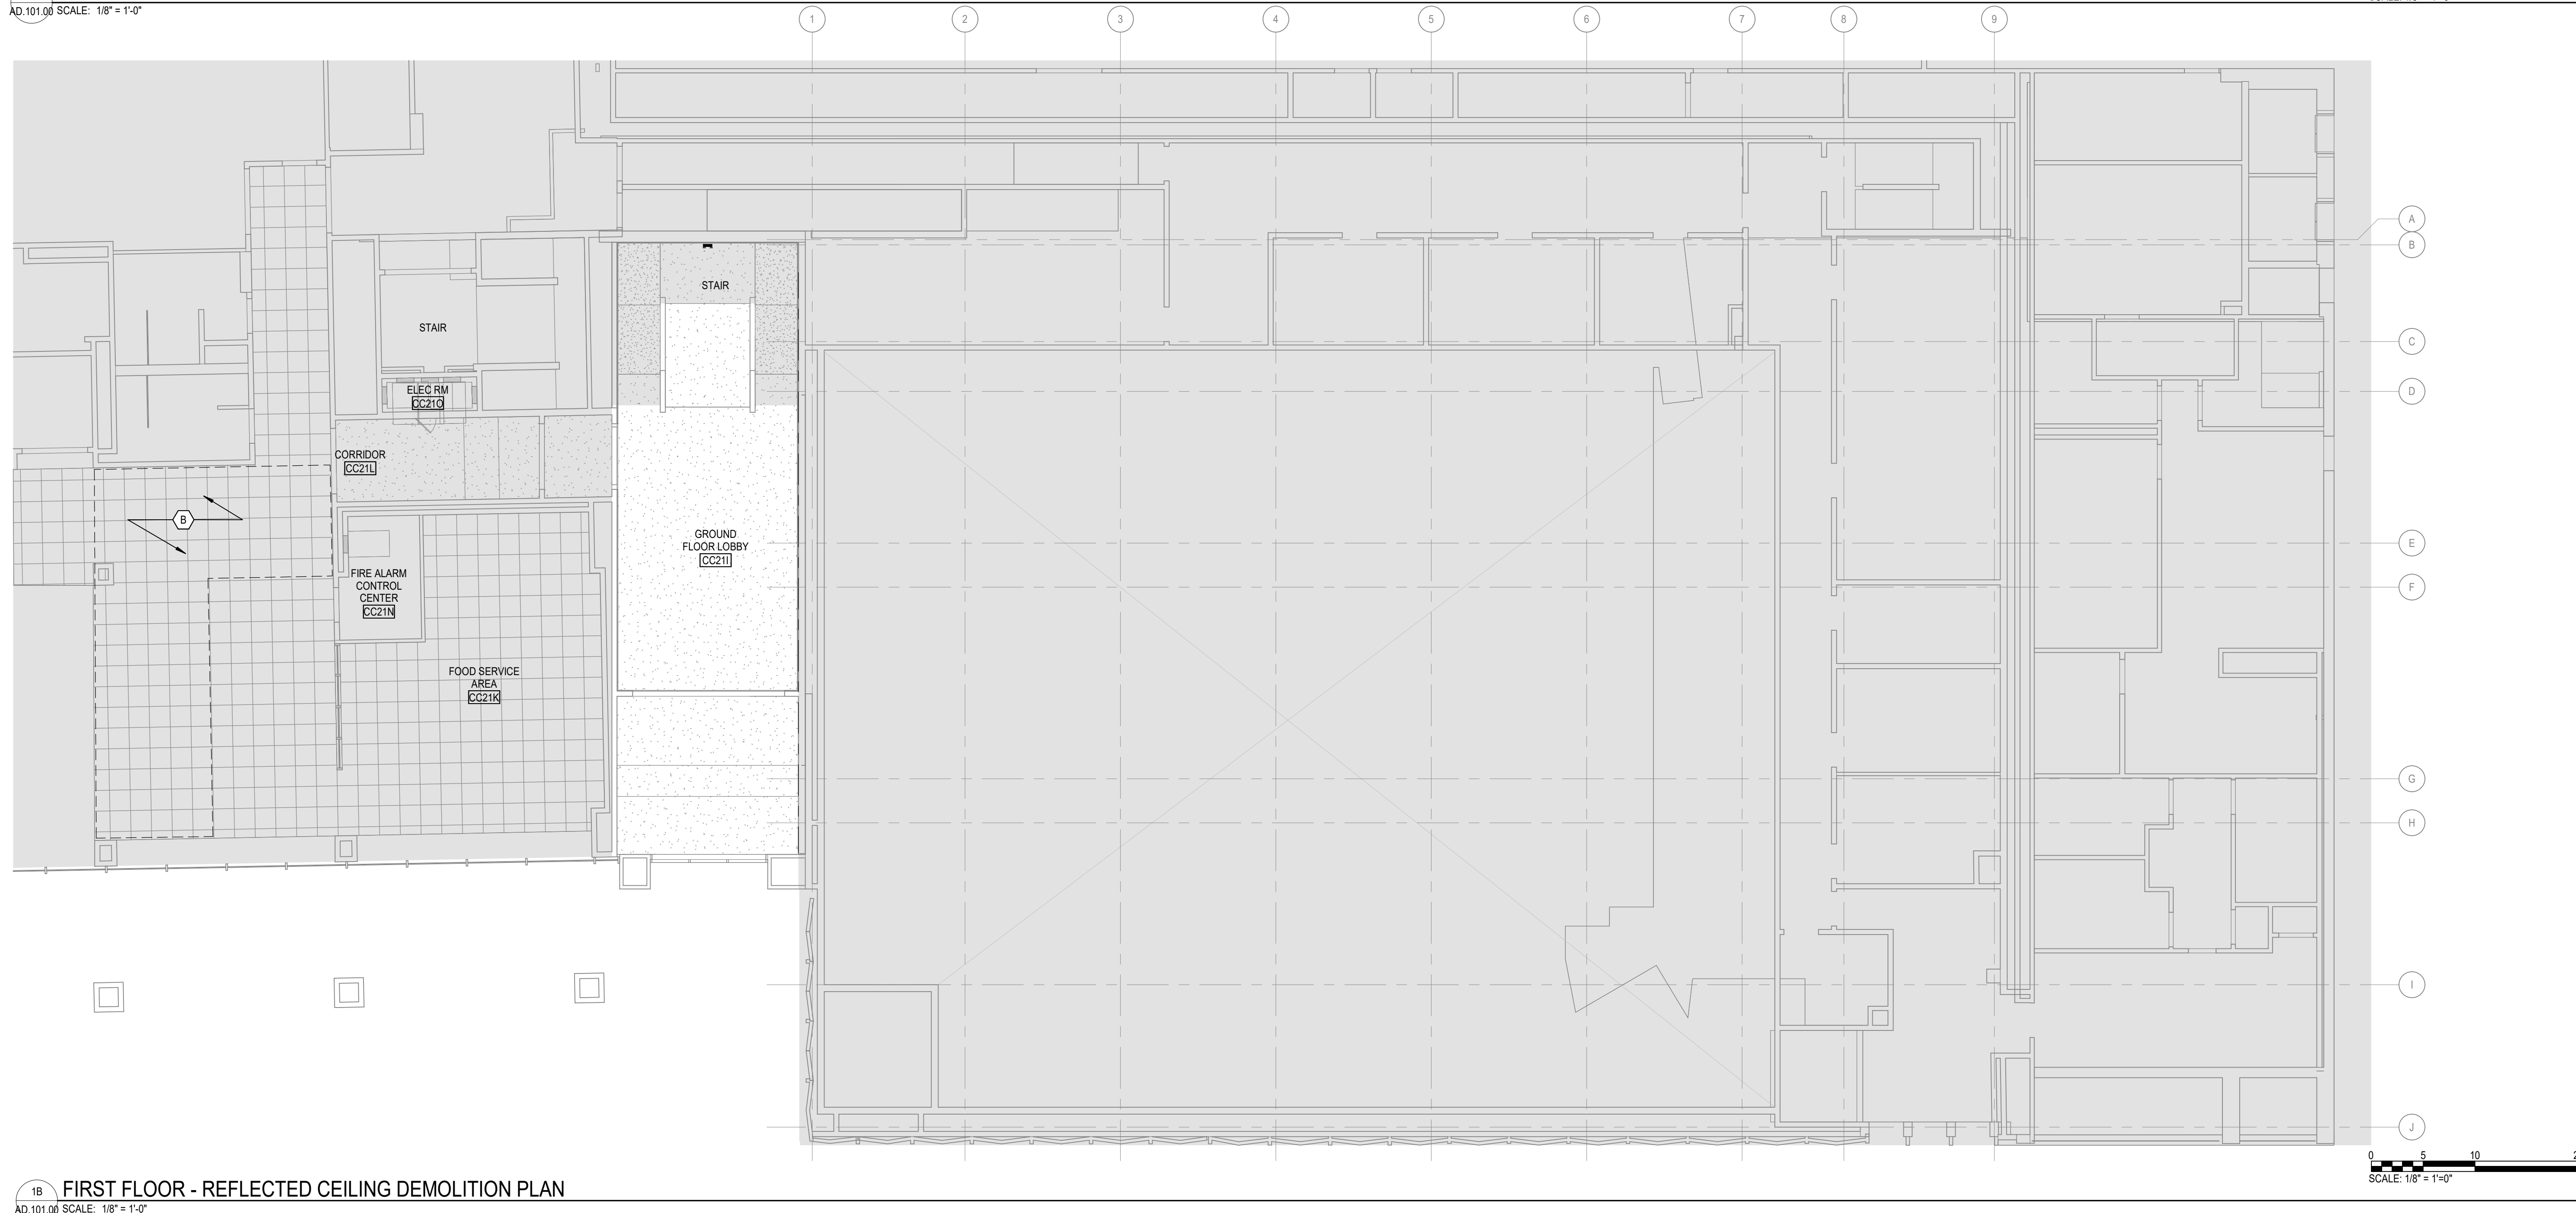 AD.101.00 SCALE: 1/8" = 1'-0"
1 2 3 4 5 6 7 8 9
A
B
STAIR
STAIR
C
ELEC RM
CC21O
D
CORRIDOR
CC21L
B
GROUND
FLOOR LOBBY
CC21I
E
FIRE ALARM
CONTROL
CENTER
CC21N
F
FOOD SERVICE
AREA
CC21K
G
H
I
J
0 5 10
SCALE: 1/8" = 1'=0"
1B FIRST FLOOR - REFLECTED CEILING DEMOLITION PLAN
AD.101.00 SCALE: 1/8" = 1'-0"